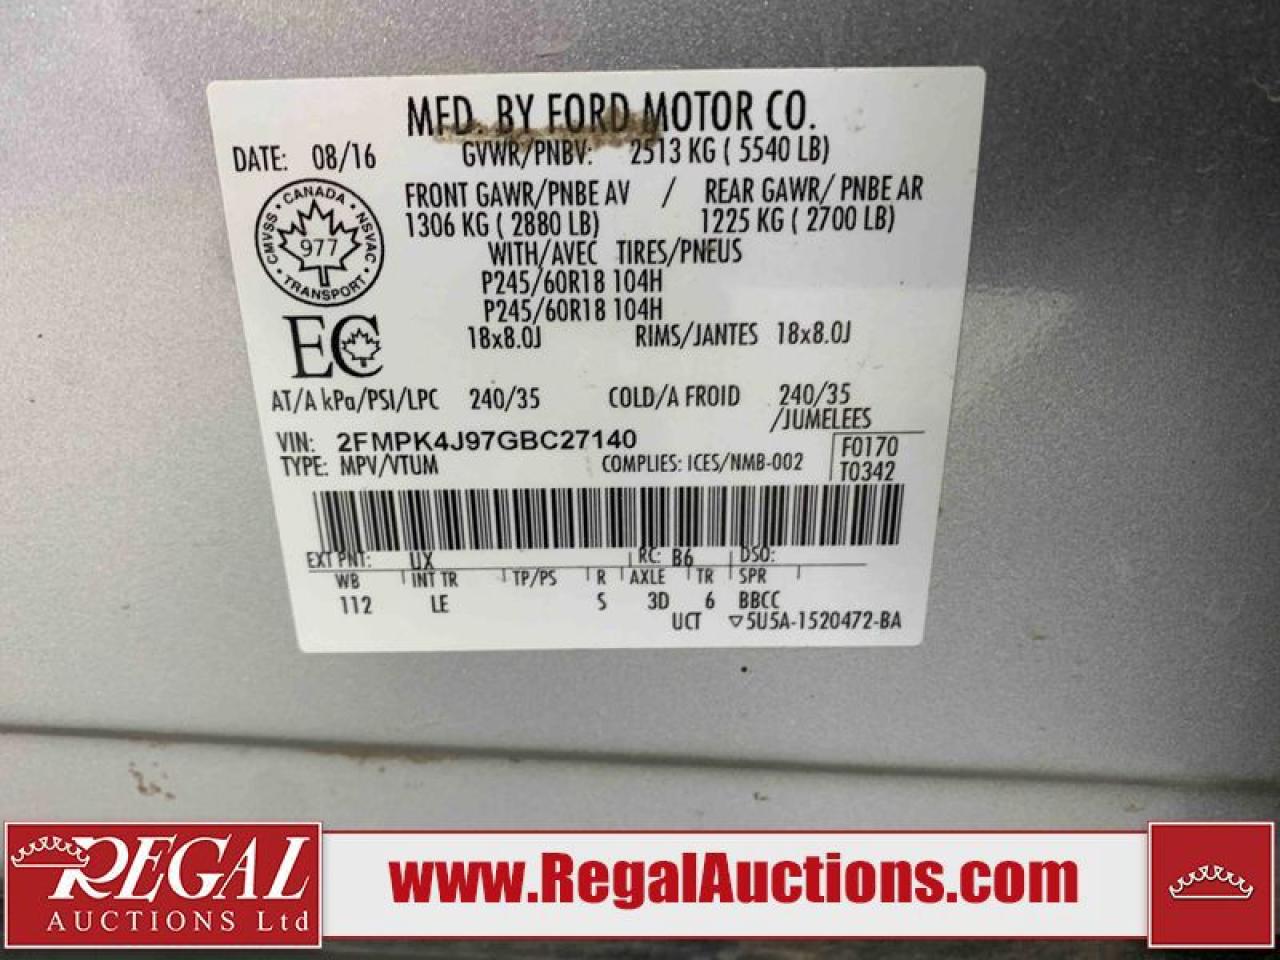 MFD. BY FORD MOTOR CO.
DATE: 08/16
GVWR/PNBV: 2513 KG ( 5540 LB)
FRONT GAWR/PNBE AV / REAR GAWR/ PNBE AR
1306 KG ( 2880 LB) 1225 KG ( 2700 LB)
WITH/AVEC TIRES/PNEUS
P245/60R18 104H
P245/60R18 104H
18x8.0J RIMS/JANTES 18x8.0J
CANADA
CMVSS NSVAC
977
TRANSPORT
EC
AT/A kPa/PSI/LPC 240/35 COLD/A FROID 240/35
/JUMELEES
VIN: 2FMPK4J97GBC27140
F0170
TYPE: MPV/VTUM COMPLIES: ICES/NMB-002
T0342
EXT PNT: UX RC: B6 DSO:
WB INT TR TP/PS R AXLE TR SPR
112 LE S 3D 6 BBCC
UCT ▽5U5A-1520472-BA
REGAL
AUCTIONS Ltd
www.RegalAuctions.com